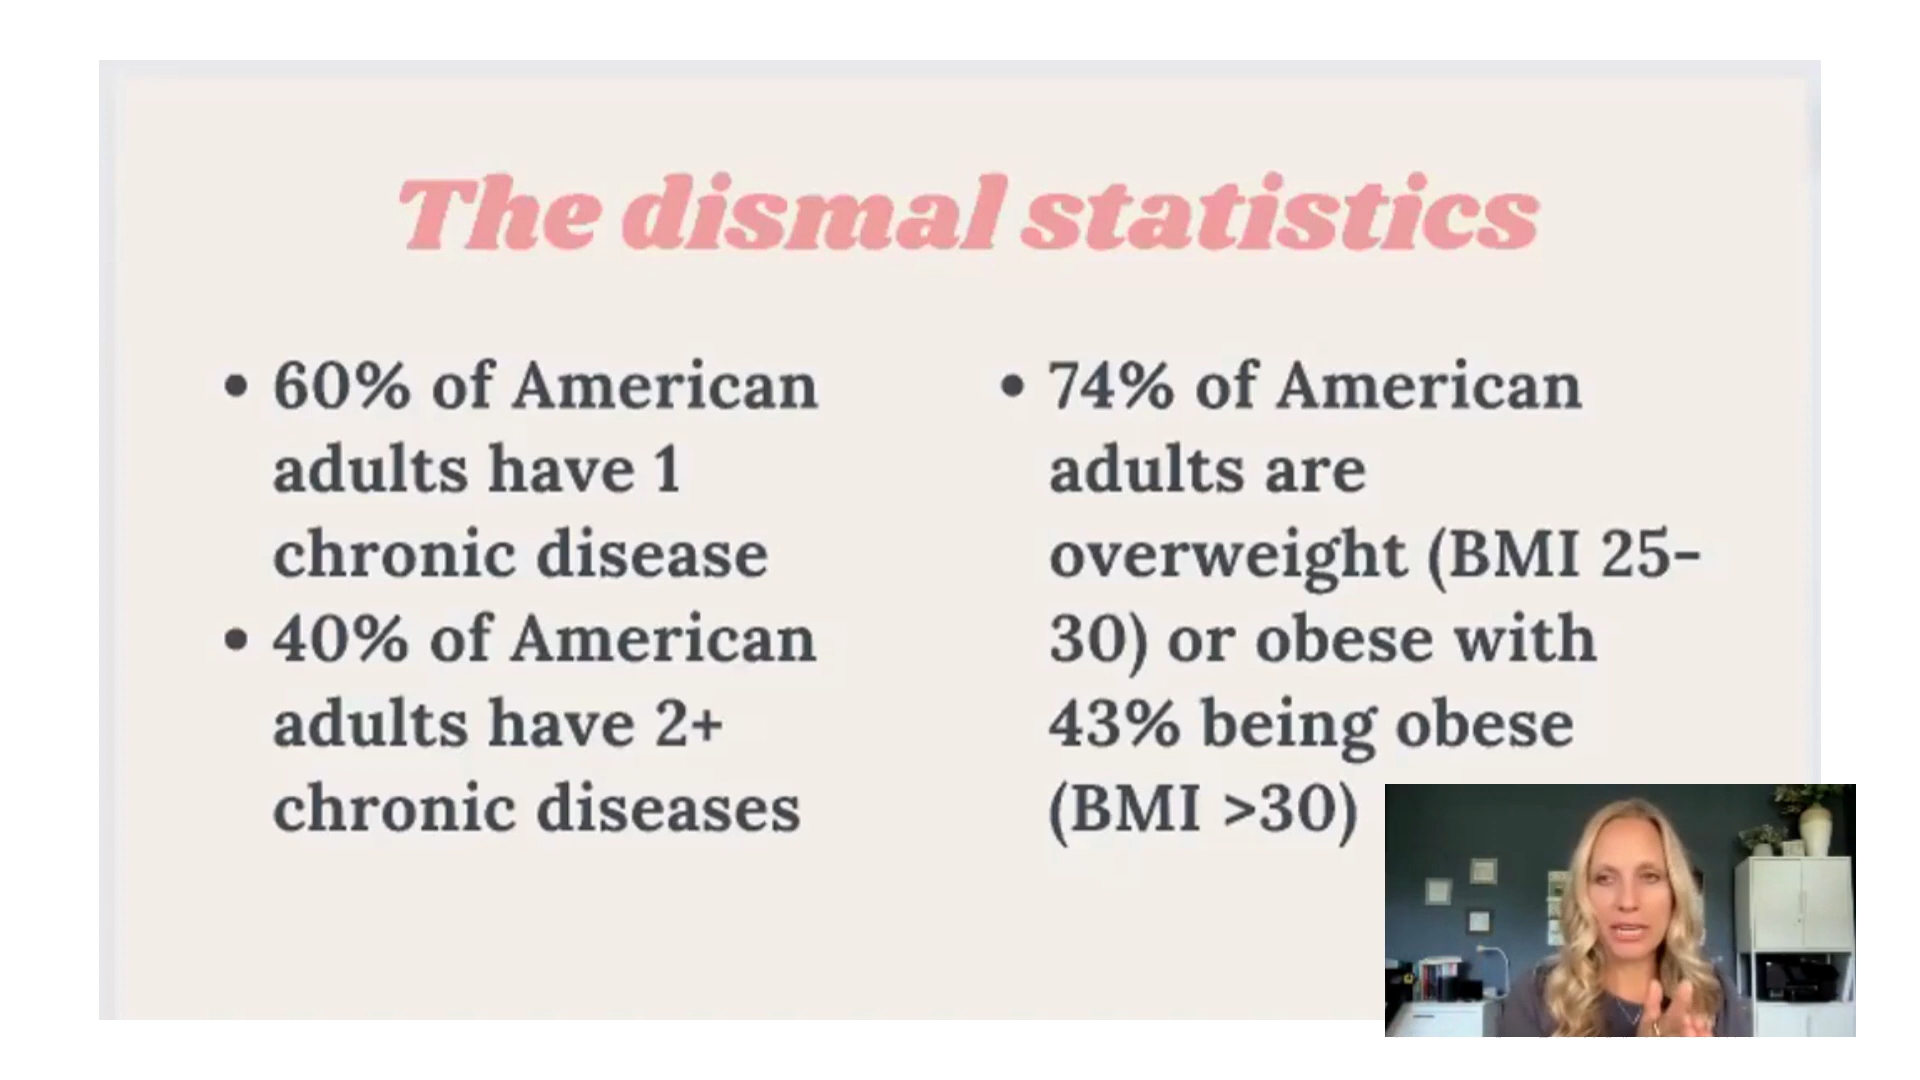 The dismal statistics
• 60% of American
adults have 1
chronic disease
• 40% of American
adults have 2+
chronic diseases
• 74% of American
adults are
overweight (BMI 25-
30) or obese with
43% being obese
(BMI >30)